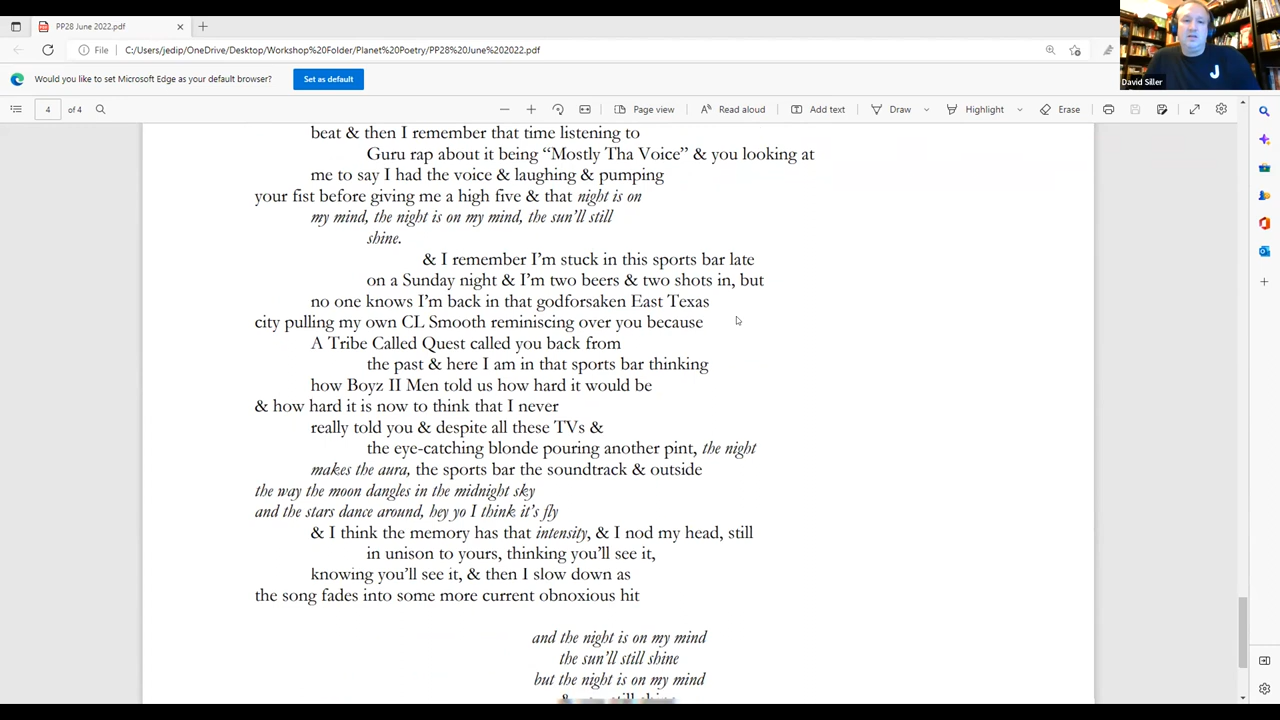 PP28 June 2022.pdf
File
C:/Users/jedip/OneDrive/Desktop/Workshop%20Folder/Planet%20Poetry/PP28%20June%202022.pdf
Would you like to set Microsoft Edge as your default browser?
Set as default
David Siller
4 of 4
Page view
Read aloud
Add text
Draw
Highlight
Erase
beat & then I remember that time listening to
Guru rap about it being “Mostly Tha Voice” & you looking at
me to say I had the voice & laughing & pumping
your fist before giving me a high five & that night is on
my mind, the night is on my mind, the sun’ll still
shine.
& I remember I’m stuck in this sports bar late
on a Sunday night & I’m two beers & two shots in, but
no one knows I’m back in that godforsaken East Texas
city pulling my own CL Smooth reminiscing over you because
A Tribe Called Quest called you back from
the past & here I am in that sports bar thinking
how Boyz II Men told us how hard it would be
& how hard it is now to think that I never
really told you & despite all these TVs &
the eye-catching blonde pouring another pint, the night
makes the aura, the sports bar the soundtrack & outside
the way the moon dangles in the midnight sky
and the stars dance around, hey yo I think it’s fly
& I think the memory has that intensity, & I nod my head, still
in unison to yours, thinking you’ll see it,
knowing you’ll see it, & then I slow down as
the song fades into some more current obnoxious hit
and the night is on my mind
the sun’ll still shine
but the night is on my mind
still shine